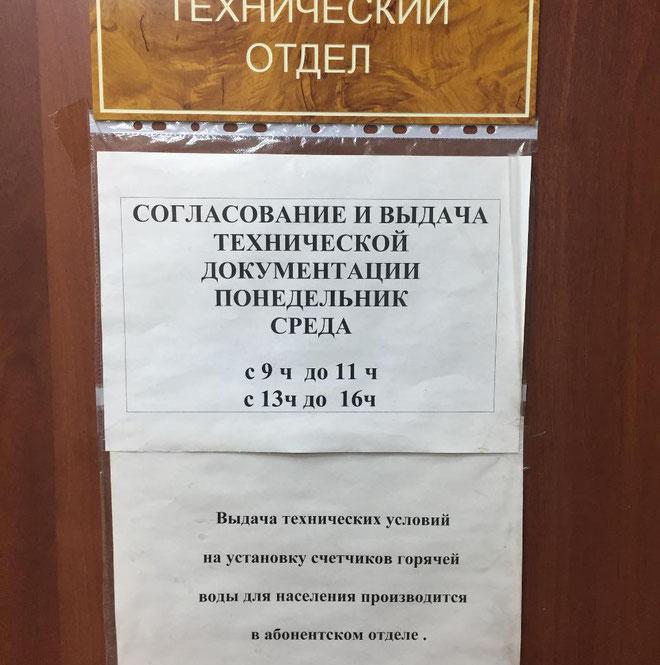 ТЕХНИЧЕСКИЙ
ОТДЕЛ
СОГЛАСОВАНИЕ И ВЫДАЧА
ТЕХНИЧЕСКОЙ
ДОКУМЕНТАЦИИ
ПОНЕДЕЛЬНИК
СРЕДА
с 9 ч до 11 ч
с 13ч до 16ч
Выдача технических условий
на установку счетчиков горячей
воды для населения производится
в абонентском отделе .